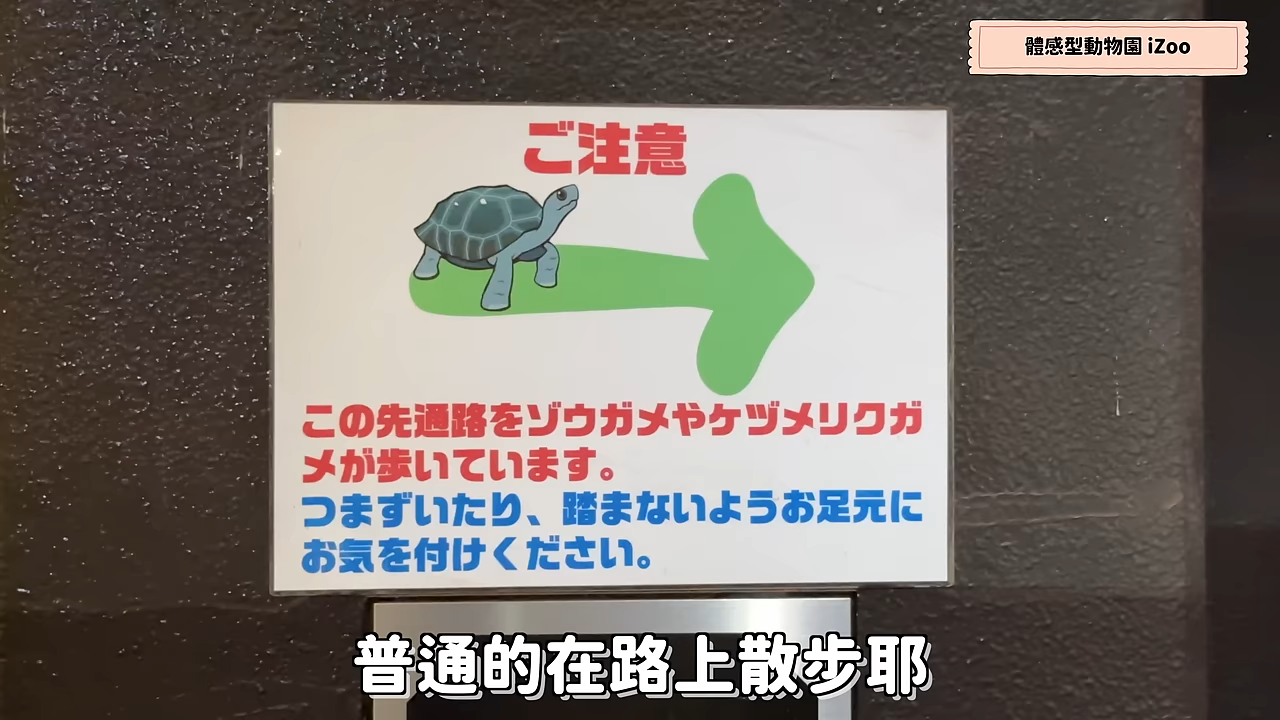 體感型動物園 iZoo
ご注意
この先通路をゾウガメやケヅメリクガ
メが歩いています。
つまずいたり、踏まないようお足元に
お気を付けください。
普通的在路上散步耶